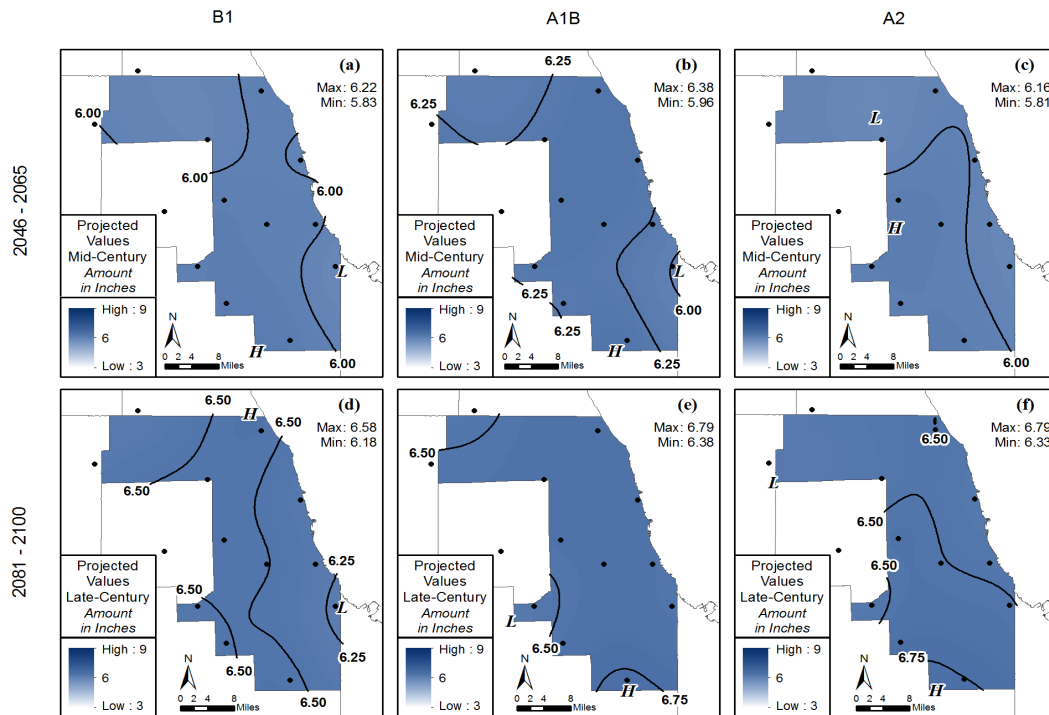 B1
A1B
A2
2046 - 2065
(a)
Max: 6.22
Min: 5.83
6.00
6.00
6.00
L
H
6.00
Projected
Values
Mid-Century
Amount
in Inches
High : 9
6
Low : 3
N
0 2 4 8
Miles
(b)
6.25
Max: 6.38
Min: 5.96
6.25
L
6.00
6.25
6.25
H
6.25
Projected
Values
Mid-Century
Amount
in Inches
High : 9
6
Low : 3
N
0 2 4 8
Miles
(c)
Max: 6.16
Min: 5.81
L
H
6.00
Projected
Values
Mid-Century
Amount
in Inches
High : 9
6
Low : 3
N
0 2 4 8
Miles
2081 - 2100
(d)
6.50
H
6.50
Max: 6.58
Min: 6.18
6.50
6.25
6.50
L
6.50
6.25
6.50
Projected
Values
Late-Century
Amount
in Inches
High : 9
6
Low : 3
N
0 2 4 8
Miles
(e)
Max: 6.79
Min: 6.38
6.50
L
6.50
H
6.75
Projected
Values
Late-Century
Amount
in Inches
High : 9
6
Low : 3
N
0 2 4 8
Miles
(f)
Max: 6.79
Min: 6.33
6.50
L
6.50
6.50
6.75
H
Projected
Values
Late-Century
Amount
in Inches
High : 9
6
Low : 3
N
0 2 4 8
Miles